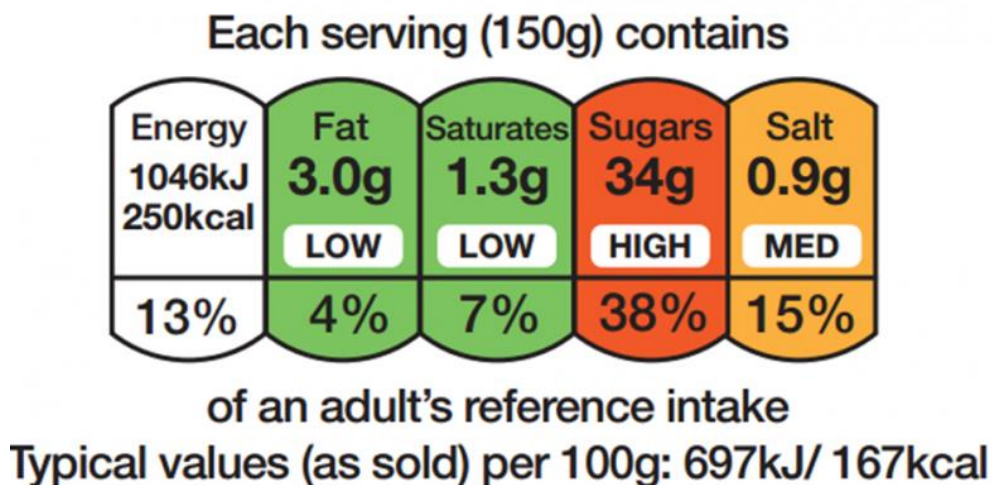 Each serving (150g) contains
Energy Fat Saturates Sugars Salt
1046kJ 3.0g 1.3g 34g 0.9g
250kcal
LOW LOW HIGH MED
13% 4% 7% 38% 15%
of an adult's reference intake
Typical values (as sold) per 100g: 697kJ/ 167kcal